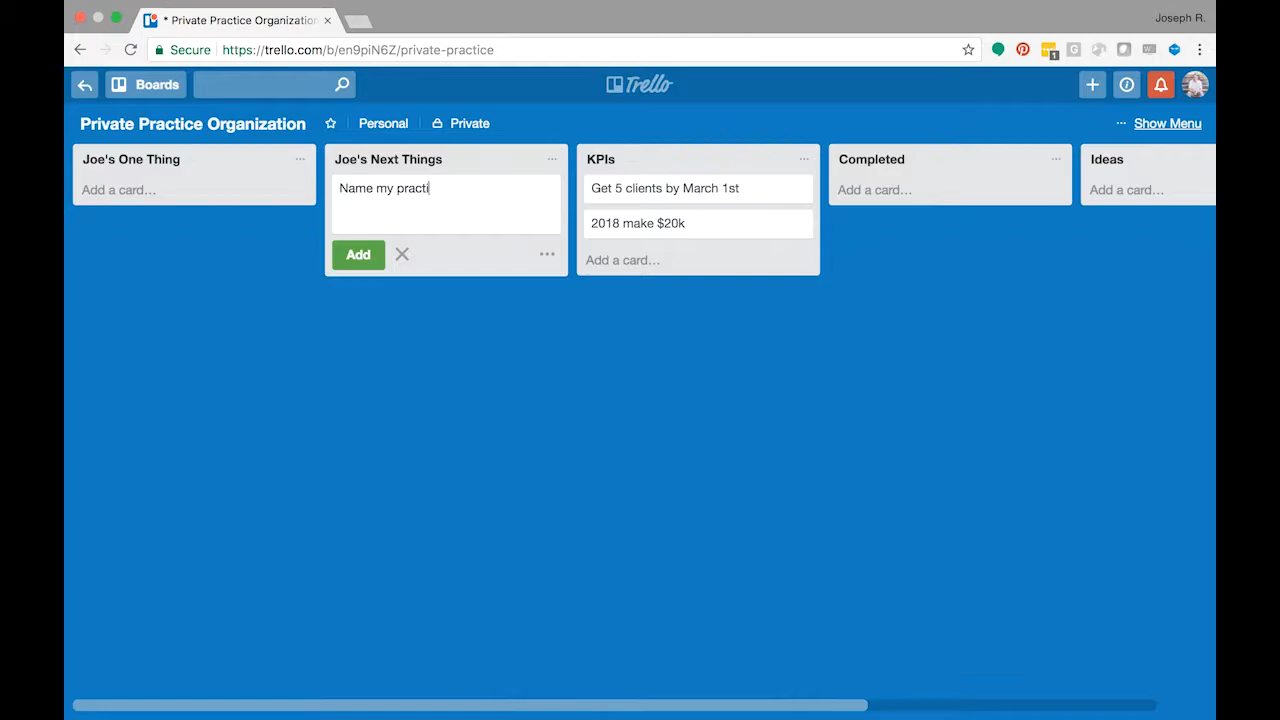 * Private Practice Organization
Joseph R.
Secure
https://trello.com/b/en9piN6Z/private-practice
1
G
Boards
Trello
Private Practice Organization
Personal
Private
Show Menu
Joe's One Thing
Add a card…
Joe's Next Things
Name my practi
Add
KPIs
Get 5 clients by March 1st
2018 make $20k
Add a card…
Completed
Add a card…
Ideas
Add a card…